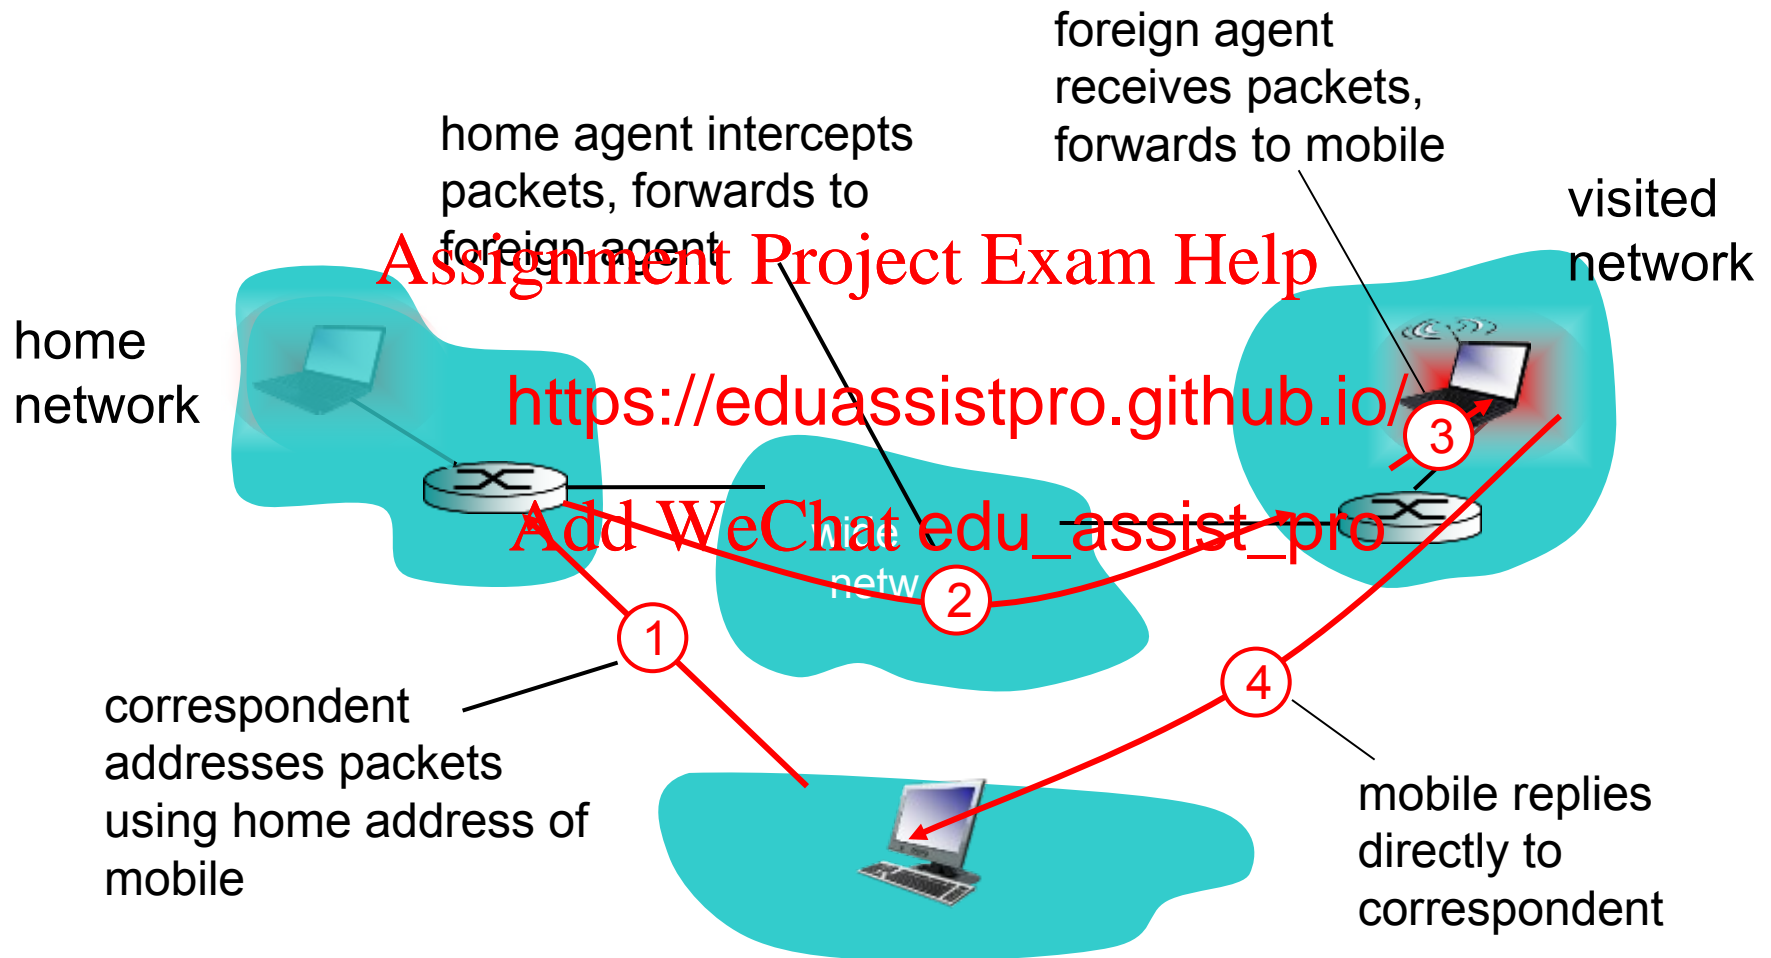 foreign agent
receives packets,
forwards to mobile
home agent intercepts
packets, forwards to
foreign agent
visited
network
Assignment Project Exam Help
home
network
https://eduassistpro.github.io/
3
Add WeChat edu_assist_pro
wide
netw
2
1
4
correspondent
addresses packets
using home address of
mobile
mobile replies
directly to
correspondent